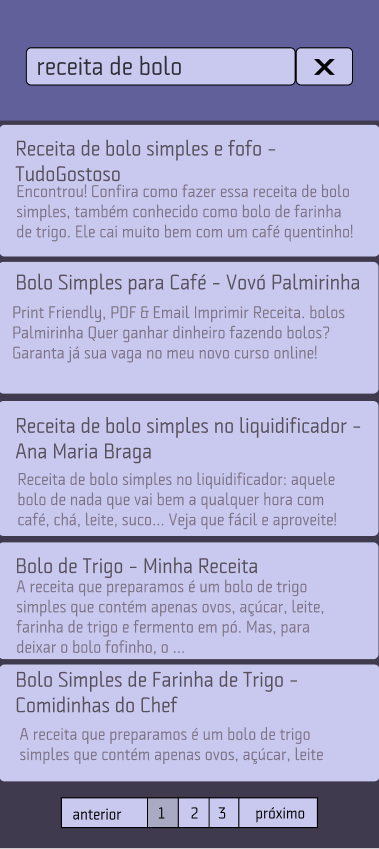 receita de bolo
X
Receita de bolo simples e fofo -
TudoGostoso
Encontrou! Confira como fazer essa receita de bolo
simples, também conhecido como bolo de farinha
de trigo. Ele cai muito bem com um café quentinho!
Bolo Simples para Café - Vovó Palmirinha
Print Friendly, PDF & Email Imprimir Receita. bolos
Palmirinha Quer ganhar dinheiro fazendo bolos?
Garanta já sua vaga no meu novo curso online!
Receita de bolo simples no liquidificador -
Ana Maria Braga
Receita de bolo simples no liquidificador: aquele
bolo de nada que vai bem a qualquer hora com
café, chá, leite, suco... Veja que fácil e aproveite!
Bolo de Trigo - Minha Receita
A receita que preparamos é um bolo de trigo
simples que contém apenas ovos, açúcar, leite,
farinha de trigo e fermento em pó. Mas, para
deixar o bolo fofinho, o ...
Bolo Simples de Farinha de Trigo -
Comidinhas do Chef
A receita que preparamos é um bolo de trigo
simples que contém apenas ovos, açúcar, leite
anterior 1 2 3 próximo